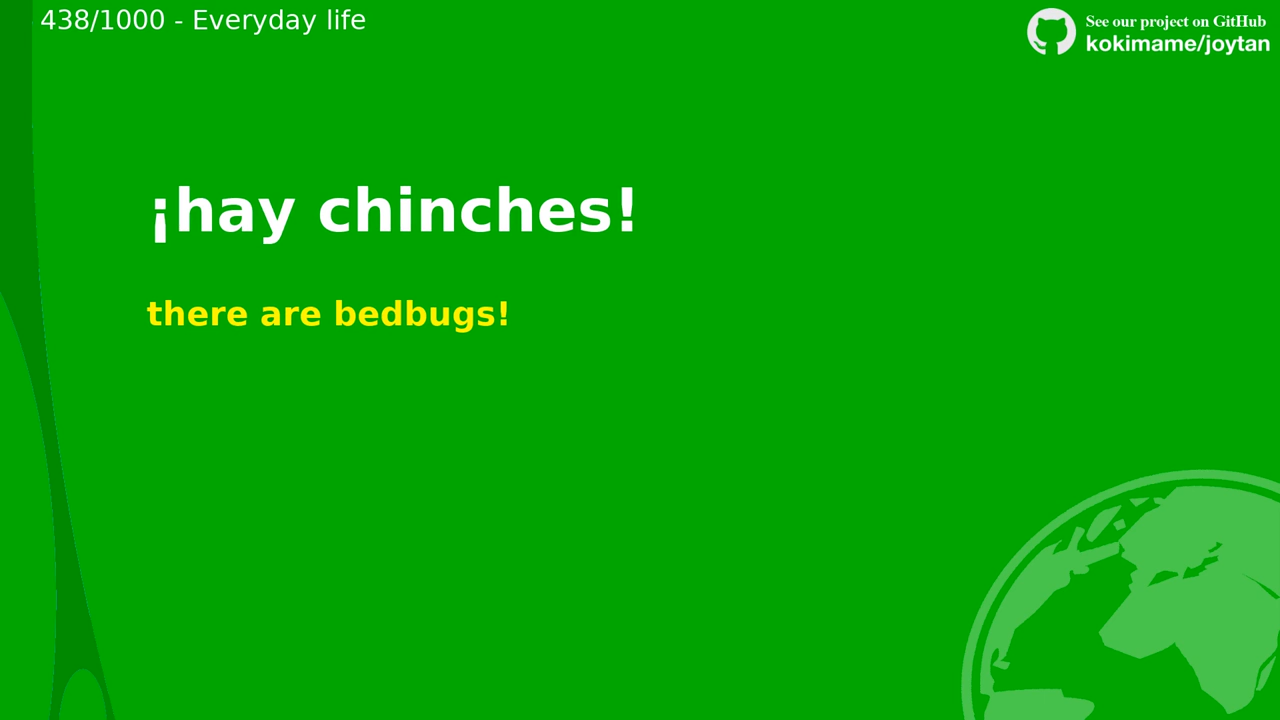 438/1000 - Everyday life
See our project on GitHub
kokimame/joytan
¡hay chinches!
there are bedbugs!